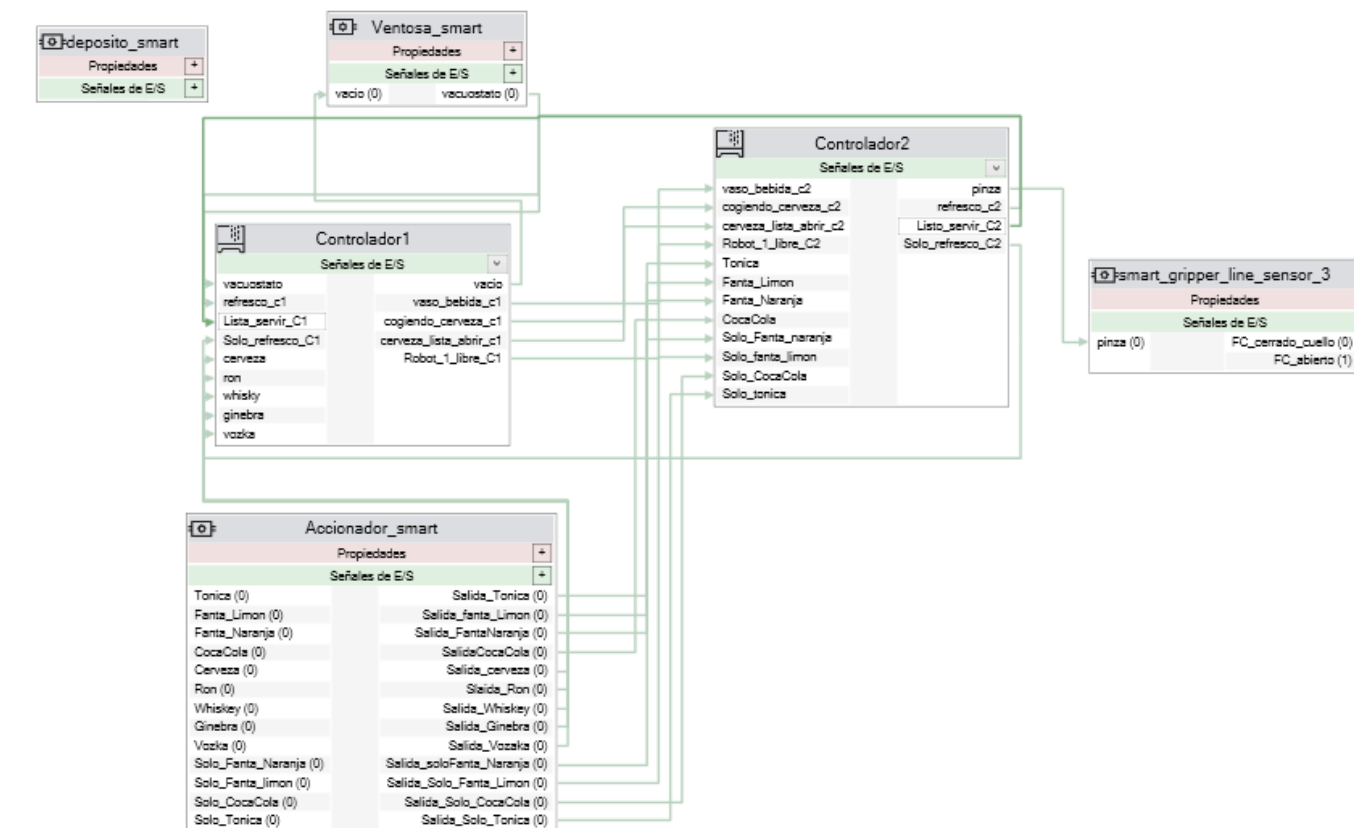 deposito_smart
Propiedades +
Señales de E/S +
Ventosa_smart
Propiedades +
Señales de E/S +
vacio (0) vacuostato (0)
Controlador2
Señales de E/S
vaso_bebida_c2 pinza
cogiendo_cerveza_c2 refresco_c2
cerveza_lista_abrir_c2 Listo_servir_C2
Robot_1_libre_C2 Solo_refresco_C2
Tonica
Fanta_Limon
Fanta_Naranja
CocaCola
Solo_Fanta_naranja
Solo_fanta_limon
Solo_CocaCola
Solo_tonica
Controlador1
Señales de E/S
vacuostato vacio
refresco_c1 vaso_bebida_c1
Lista_servir_C1 cogiendo_cerveza_c1
Solo_refresco_C1 cerveza_lista_abrir_c1
cerveza Robot_1_libre_C1
ron
whisky
ginebra
vozka
smart_gripper_line_sensor_3
Propiedades
Señales de E/S
pinza (0) FC_cerrado_cuello (0)
FC_abierto (1)
Accionador_smart
Propiedades +
Señales de E/S +
Tonica (0) Salida_Tonica (0)
Fanta_Limon (0) Salida_fanta_Limon (0)
Fanta_Naranja (0) Salida_FantaNaranja (0)
CocaCola (0) SalidaCocaCola (0)
Cerveza (0) Salida_cerveza (0)
Ron (0) Slaida_Ron (0)
Whiskey (0) Salida_Whiskey (0)
Ginebra (0) Salida_Ginebra (0)
Vozka (0) Salida_Vozaka (0)
Solo_Fanta_Naranja (0) Salida_soloFanta_Naranja (0)
Solo_Fanta_limon (0) Salida_Solo_Fanta_Limon (0)
Solo_CocaCola (0) Salida_Solo_CocaCola (0)
Solo_Tonica (0) Salida_Solo_Tonica (0)